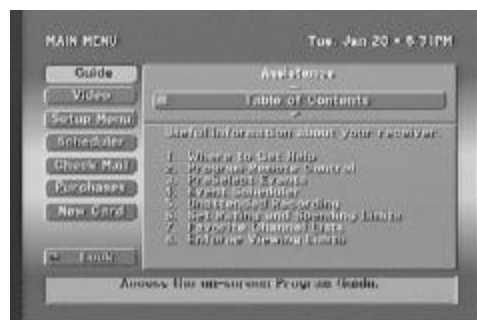 MAIN MENU
Tue. Jan 20 • 6:31PM
Guide
Video
Setup Menu
Scheduler
Check Mail
Purchases
New Card
Lock
Assistance
Table of Contents
Useful information about your receiver.
1. Where to Get Help
2. Program Remote Control
3. PreSelect Events
4. Event Scheduler
5. Unattended Recording
6. Set Rating and Spending Limits
7. Favorite Channel Lists
8. Enforce Viewing Limits
Access the on-screen Program Guide.